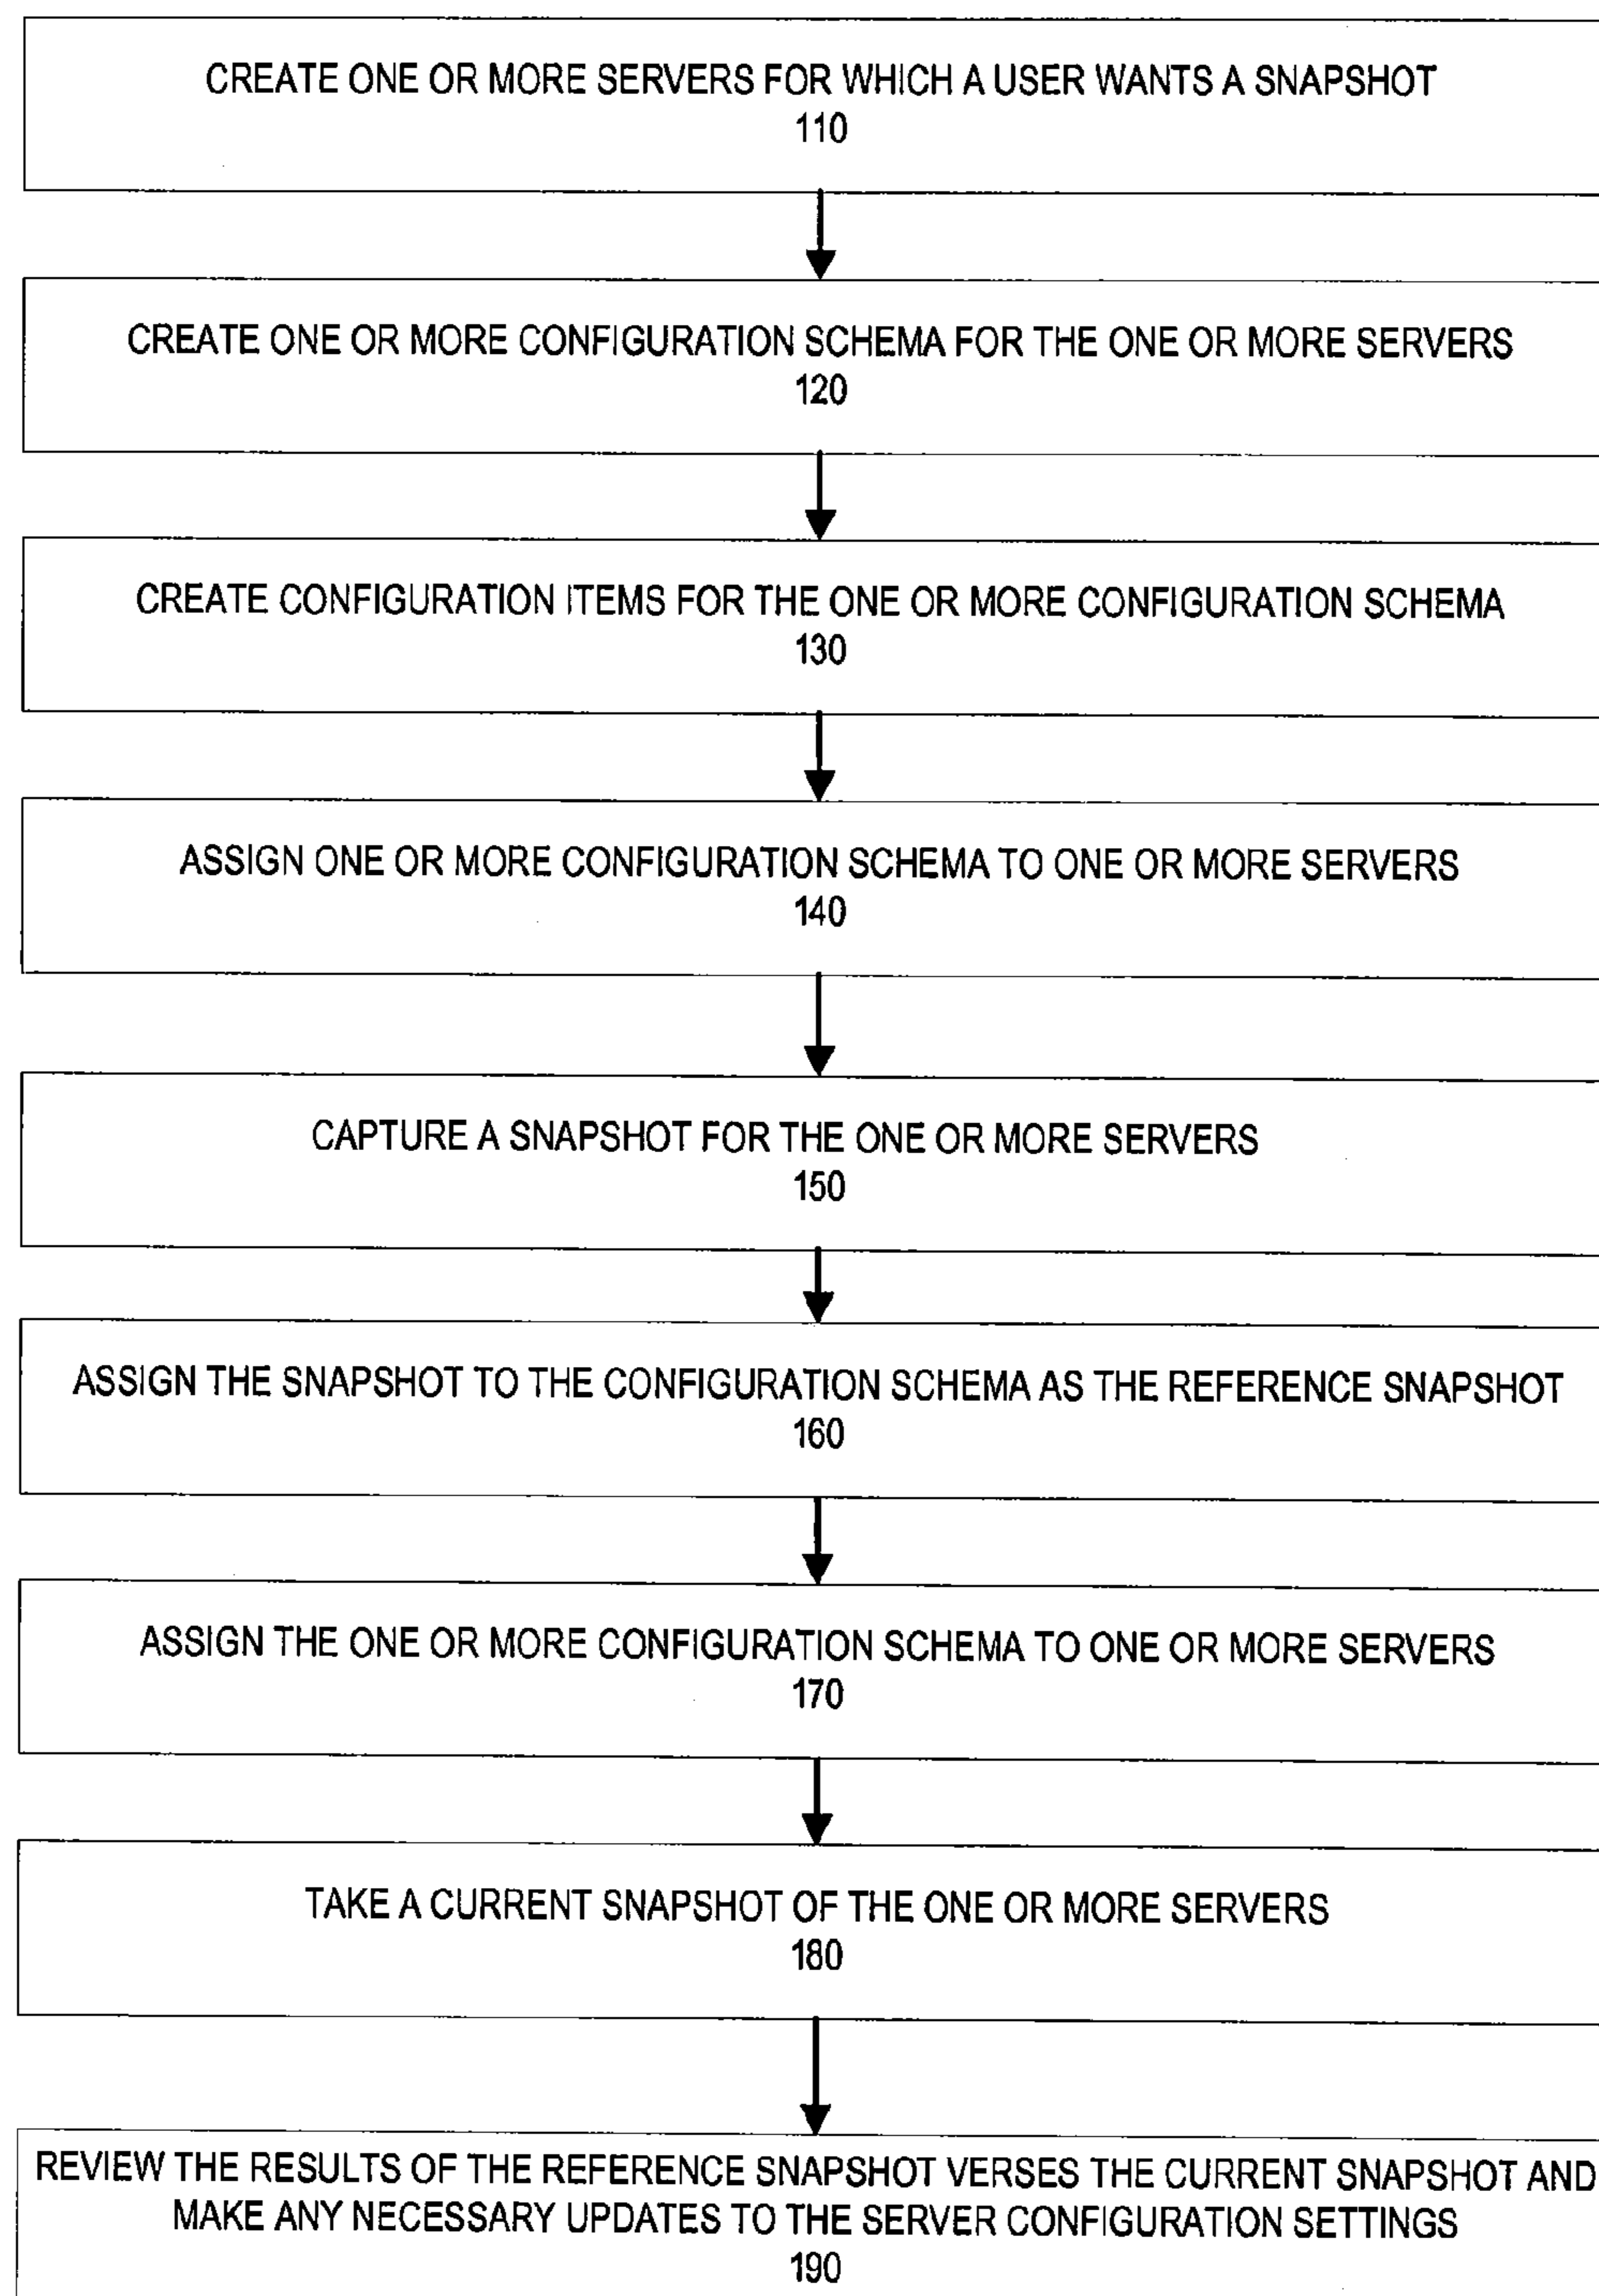 CREATE ONE OR MORE SERVERS FOR WHICH A USER WANTS A SNAPSHOT
110
CREATE ONE OR MORE CONFIGURATION SCHEMA FOR THE ONE OR MORE SERVERS
120
CREATE CONFIGURATION ITEMS FOR THE ONE OR MORE CONFIGURATION SCHEMA
130
ASSIGN ONE OR MORE CONFIGURATION SCHEMA TO ONE OR MORE SERVERS
140
CAPTURE A SNAPSHOT FOR THE ONE OR MORE SERVERS
150
ASSIGN THE SNAPSHOT TO THE CONFIGURATION SCHEMA AS THE REFERENCE SNAPSHOT
160
ASSIGN THE ONE OR MORE CONFIGURATION SCHEMA TO ONE OR MORE SERVERS
170
TAKE A CURRENT SNAPSHOT OF THE ONE OR MORE SERVERS
180
REVIEW THE RESULTS OF THE REFERENCE SNAPSHOT VERSES THE CURRENT SNAPSHOT AND
MAKE ANY NECESSARY UPDATES TO THE SERVER CONFIGURATION SETTINGS
190